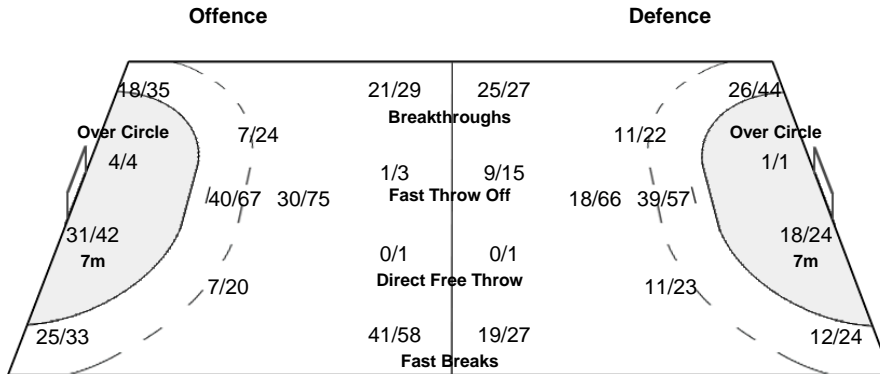 Offence Defence
18/35 21/29 25/27 26/44
Breakthroughs
Over Circle 7/24 11/22 Over Circle
4/4 1/3 9/15 1/1
40/67 30/75 Fast Throw Off 18/66 39/57
31/42 18/24
7m 0/1 0/1 7m
7/20 Direct Free Throw 11/23
25/33 41/58 19/27 12/24
Fast Breaks